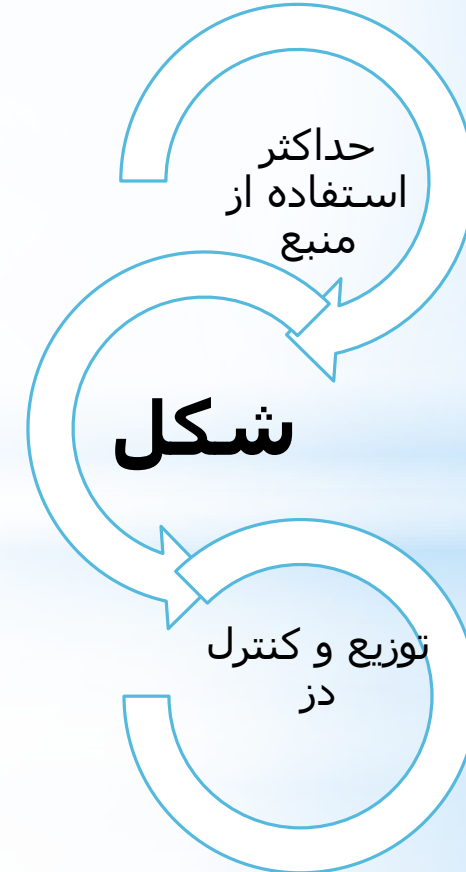 حداکثر
استفاده از
منبع
شکل
توزیع و کنترل
دز